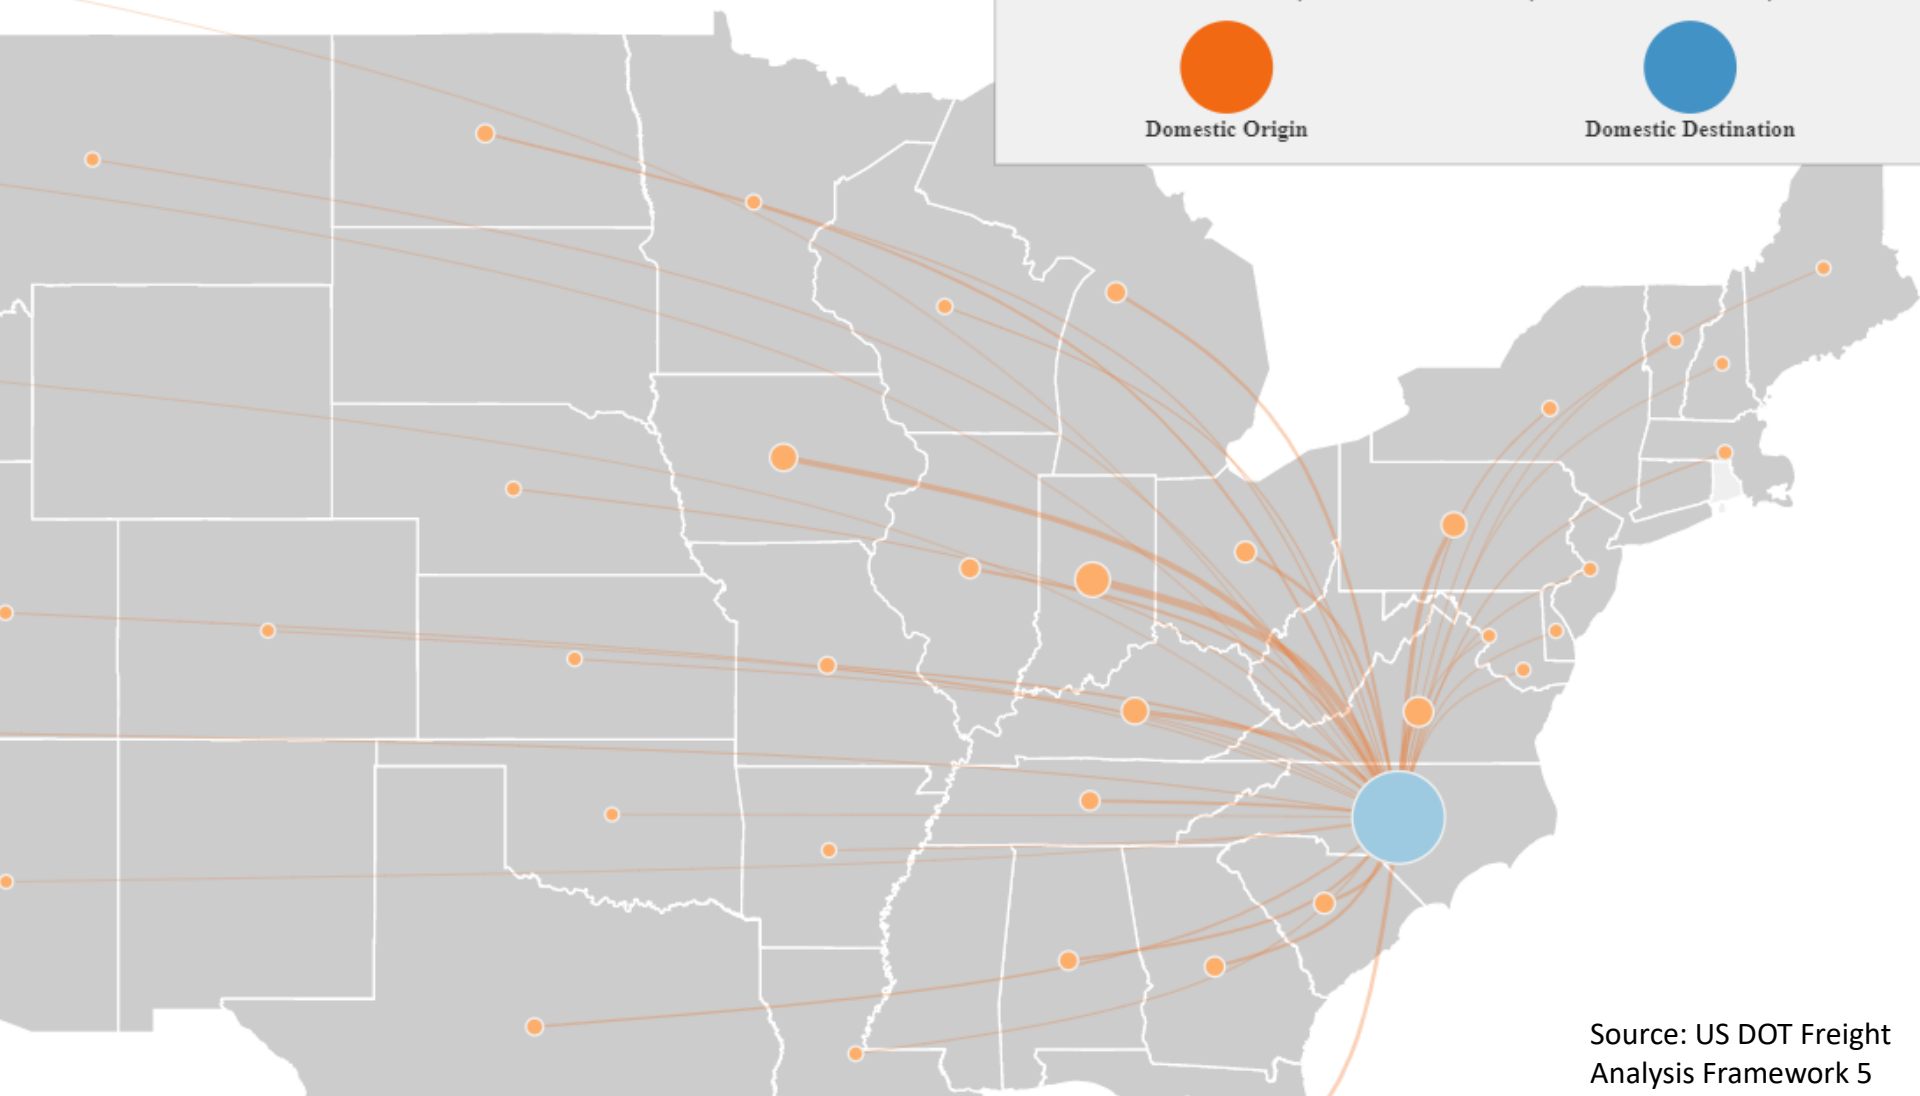 Domestic Origin
Domestic Destination
Source: US DOT Freight
Analysis Framework 5